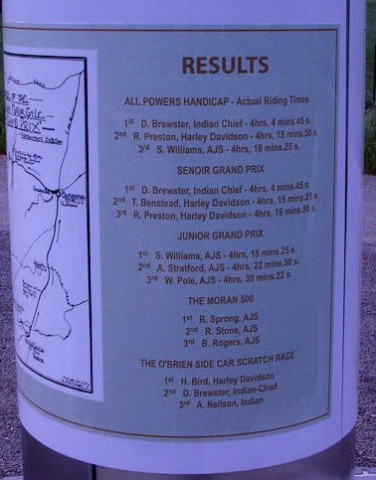 RESULTS
ALL POWERS HANDICAP - Actual Riding Times
1st D. Brewster, Indian Chief - 4hrs, 4 mins.45 s.
2nd R. Preston, Harley Davidson - 4hrs, 15 mins.50 s.
3rd S. Williams, AJS - 4hrs, 16 mins.25 s.
SENOIR GRAND PRIX
1st D. Brewster, Indian Chief - 4hrs, 4 mins.45 s.
2nd T. Benstead, Harley Davidson - 4hrs, 15 mins.25 s.
3rd R. Preston, Harley Davidson - 4hrs, 16 mins.50 s.
JUNIOR GRAND PRIX
1st S. Williams, AJS - 4hrs, 15 mins.25 s.
2nd A. Stratford, AJS - 4hrs, 22 mins.50 s.
3rd W. Pole, AJS - 4hrs, 30 mins.22 s.
THE MORAN 500
1st R. Sprong, AJS
2nd R. Stone, AJS
3rd B. Rogers, AJS
THE O'BRIEN SIDE CAR SCRATCH RACE
1st H. Bird, Harley Davidson
2nd D. Brewster, Indian-Chief
3rd A. Neilson, Indian